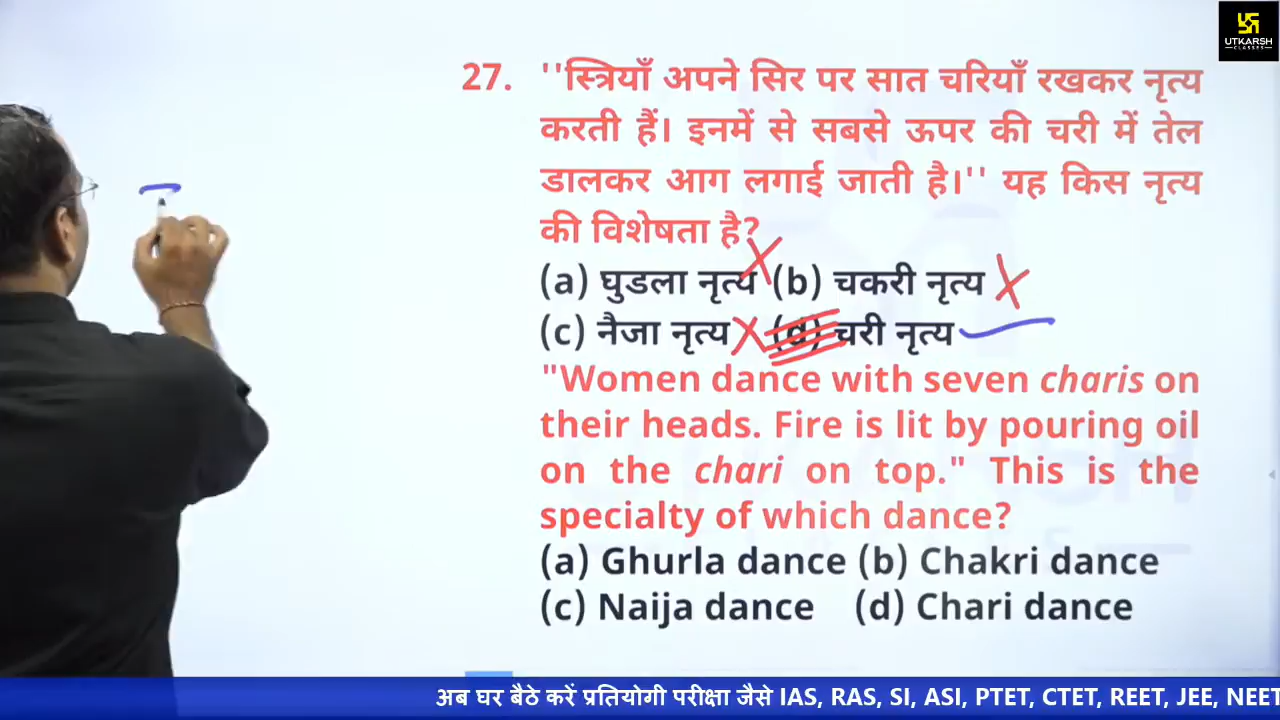 UTKARSH
CLASSES
27. ''स्त्रियाँ अपने सिर पर सात चरियाँ रखकर नृत्य
करती हैं। इनमें से सबसे ऊपर की चरी में तेल
डालकर आग लगाई जाती है।'' यह किस नृत्य
की विशेषता है?
(a) घुडला नृत्य (b) चकरी नृत्य
(c) नैजा नृत्य (d) चरी नृत्य
"Women dance with seven charis on
their heads. Fire is lit by pouring oil
on the chari on top." This is the
specialty of which dance?
(a) Ghurla dance (b) Chakri dance
(c) Naija dance (d) Chari dance
अब घर बैठे करें प्रतियोगी परीक्षा जैसे IAS, RAS, SI, ASI, PTET, CTET, REET, JEE, NEET